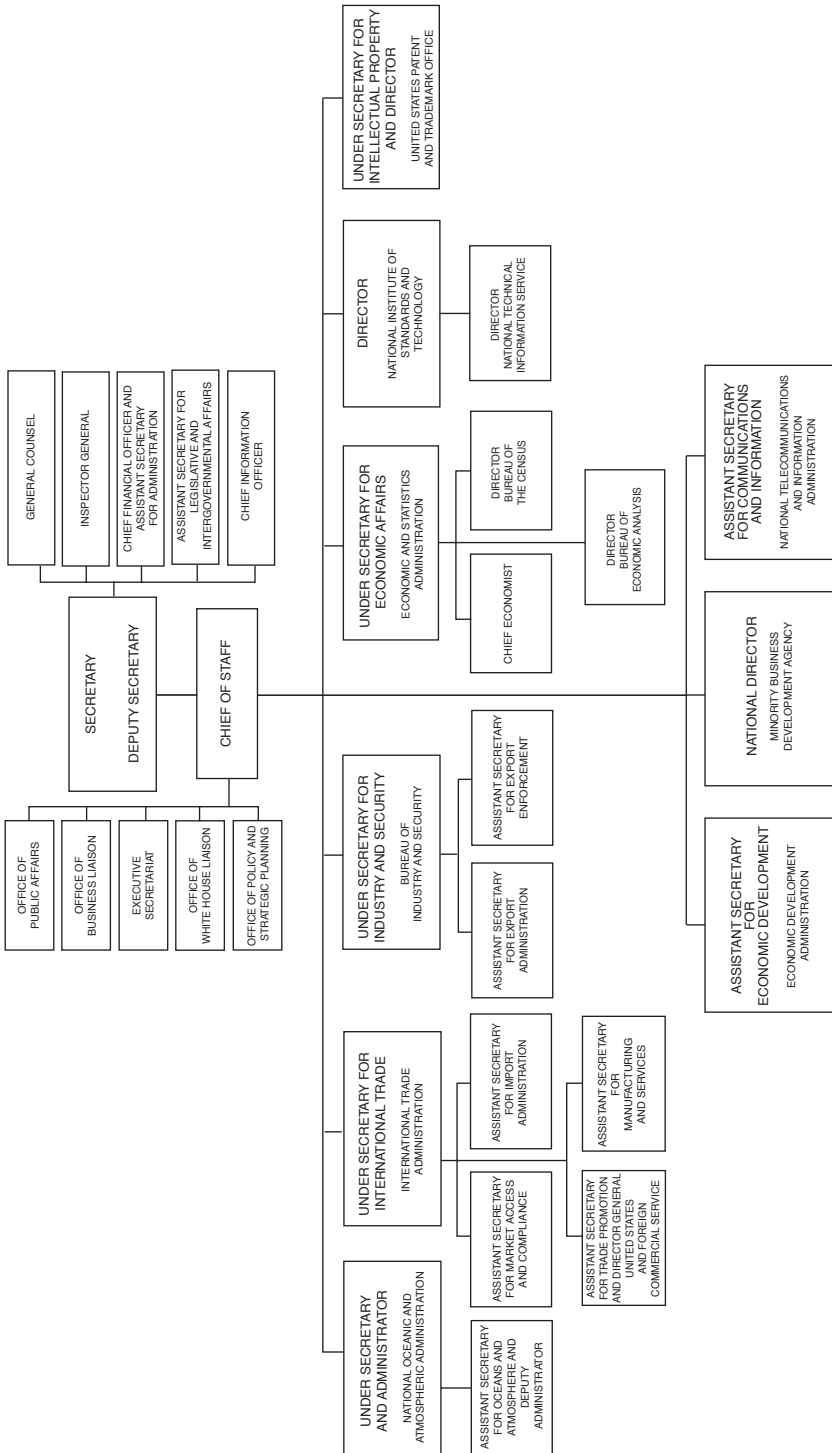 SECRETARY
DEPUTY SECRETARY
CHIEF OF STAFF
OFFICE OF
PUBLIC AFFAIRS
OFFICE OF
BUSINESS LIAISON
EXECUTIVE
SECRETARIAT
OFFICE OF
WHITE HOUSE LIAISON
OFFICE OF POLICY AND
STRATEGIC PLANNING
GENERAL COUNSEL
INSPECTOR GENERAL
CHIEF FINANCIAL OFFICER AND
ASSISTANT SECRETARY
FOR ADMINISTRATION
ASSISTANT SECRETARY FOR
LEGISLATIVE AND
INTERGOVERNMENTAL AFFAIRS
CHIEF INFORMATION
OFFICER
UNDER SECRETARY
AND ADMINISTRATOR
NATIONAL OCEANIC AND
ATMOSPHERIC ADMINISTRATION
ASSISTANT SECRETARY
FOR OCEANS AND
ATMOSPHERE AND
DEPUTY
ADMINISTRATOR
UNDER SECRETARY FOR
INTERNATIONAL TRADE
INTERNATIONAL TRADE
ADMINISTRATION
ASSISTANT SECRETARY
FOR MARKET ACCESS
AND COMPLIANCE
ASSISTANT SECRETARY
FOR IMPORT
ADMINISTRATION
ASSISTANT SECRETARY
FOR TRADE PROMOTION
AND DIRECTOR GENERAL
UNITED STATES
AND FOREIGN
COMMERCIAL SERVICE
ASSISTANT SECRETARY
FOR
MANUFACTURING
AND SERVICES
UNDER SECRETARY FOR
INDUSTRY AND SECURITY
BUREAU OF
INDUSTRY AND SECURITY
ASSISTANT SECRETARY
FOR EXPORT
ADMINISTRATION
ASSISTANT SECRETARY
FOR EXPORT
ENFORCEMENT
UNDER SECRETARY FOR
ECONOMIC AFFAIRS
ECONOMIC AND STATISTICS
ADMINISTRATION
CHIEF ECONOMIST
DIRECTOR
BUREAU OF
THE CENSUS
DIRECTOR
BUREAU OF
ECONOMIC ANALYSIS
DIRECTOR
NATIONAL INSTITUTE OF
STANDARDS AND
TECHNOLOGY
DIRECTOR
NATIONAL TECHNICAL
INFORMATION SERVICE
UNDER SECRETARY FOR
INTELLECTUAL PROPERTY
AND DIRECTOR
UNITED STATES PATENT
AND TRADEMARK OFFICE
ASSISTANT SECRETARY
FOR
ECONOMIC DEVELOPMENT
ECONOMIC DEVELOPMENT
ADMINISTRATION
NATIONAL DIRECTOR
MINORITY BUSINESS
DEVELOPMENT AGENCY
ASSISTANT SECRETARY
FOR COMMUNICATIONS
AND INFORMATION
NATIONAL TELECOMMUNICATIONS
AND INFORMATION
ADMINISTRATION